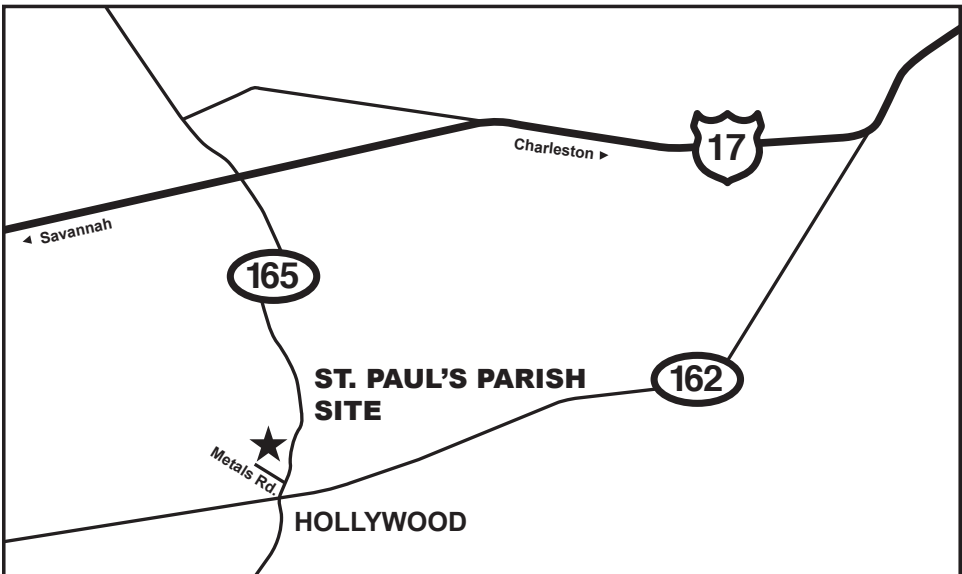 17
Charleston ►
◄ Savannah
165
ST. PAUL'S PARISH
SITE
162
Metals Rd.
HOLLYWOOD